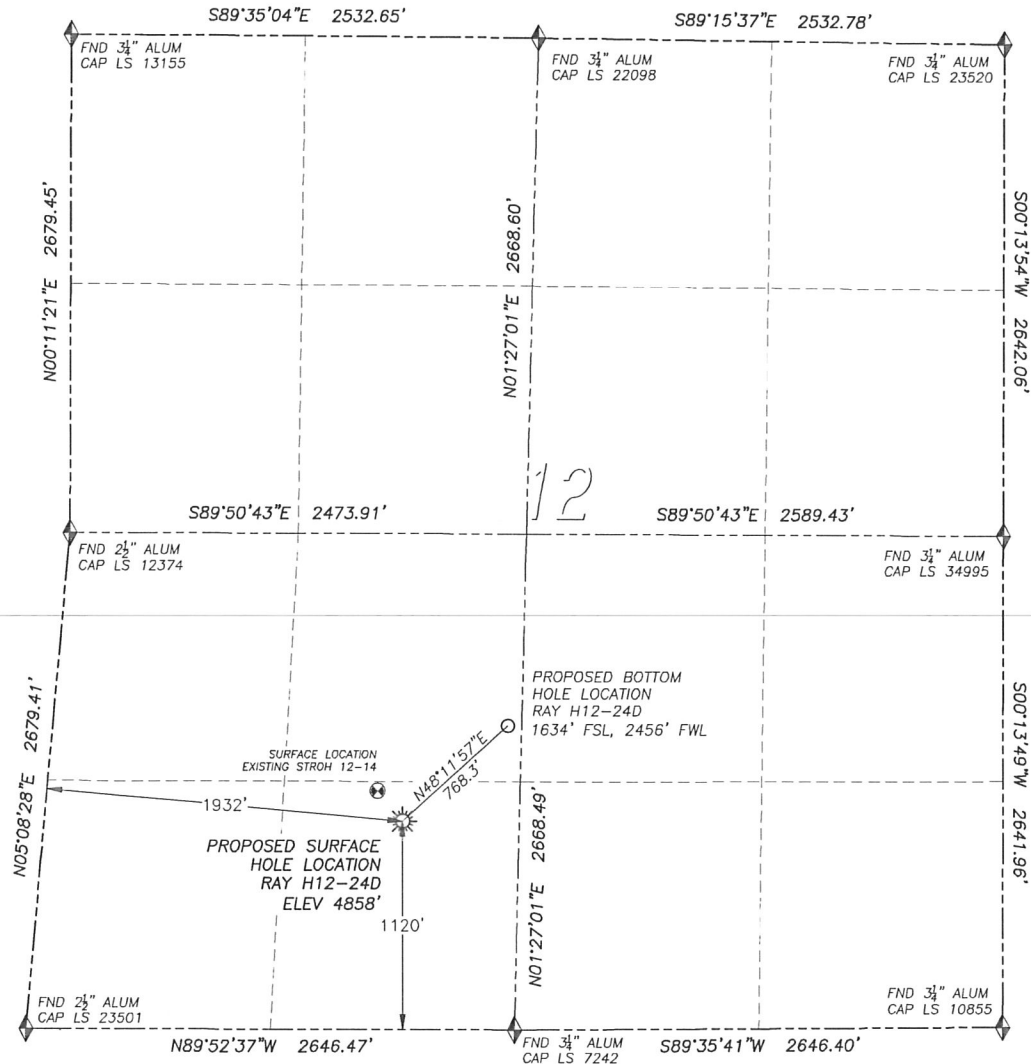 S89°35'04"E 2532.65'
S89°15'37"E 2532.78'
FND 3¼" ALUM
CAP LS 13155
FND 3¼" ALUM
CAP LS 22098
FND 3¼" ALUM
CAP LS 23520
N00°11'21"E 2679.45'
N01°27'01"E 2668.60'
S00°13'54"W 2642.06'
12
S89°50'43"E 2473.91'
S89°50'43"E 2589.43'
FND 2½" ALUM
CAP LS 12374
FND 3¼" ALUM
CAP LS 34995
N05°08'28"E 2679.41'
PROPOSED BOTTOM
HOLE LOCATION
RAY H12-24D
1634' FSL, 2456' FWL
SURFACE LOCATION
EXISTING STROH 12-14
N48°11'57"E
768.3'
1932'
PROPOSED SURFACE
HOLE LOCATION
RAY H12-24D
ELEV 4858'
1120'
N01°27'01"E 2668.49'
S00°13'49"W 2641.96'
FND 2½" ALUM
CAP LS 23501
FND 3¼" ALUM
CAP LS 10855
N89°52'37"W 2646.47'
FND 3¼" ALUM
CAP LS 7242
S89°35'41"W 2646.40'